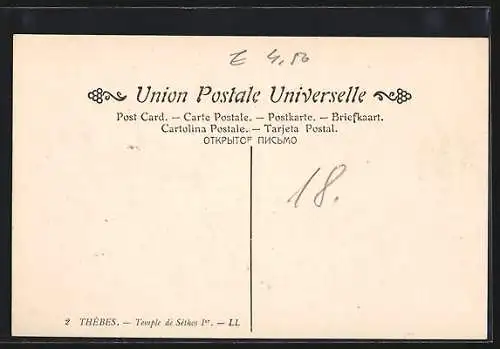 £ 4,50
Union Postale Universelle
Post Card. — Carte Postale. — Postkarte. — Briefkaart.
Cartolina Postale. — Tarjeta Postal.
ОТКРЫТОЕ ПИСЬМО
18.
2 THÈBES. — Temple de Séthos Iᵉʳ. — LL